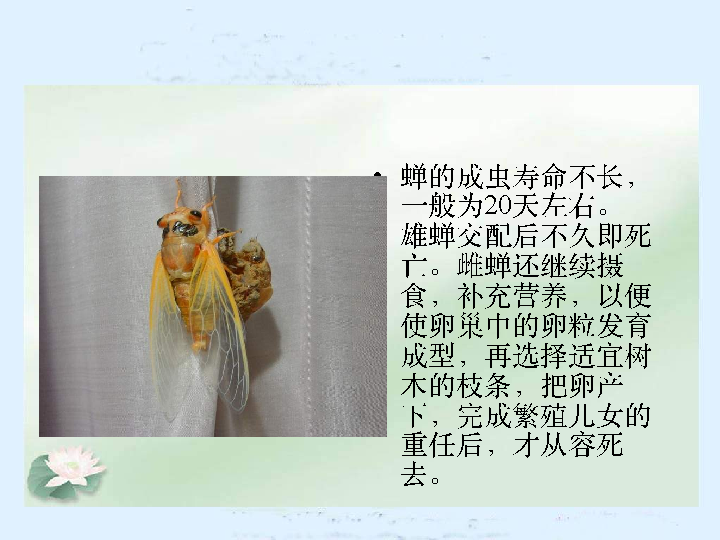 • 蝉的成虫寿命不长，
一般为20天左右。
雄蝉交配后不久即死
亡。雌蝉还继续摄
食，补充营养，以便
使卵巢中的卵粒发育
成型，再选择适宜树
木的枝条，把卵产
下，完成繁殖儿女的
重任后，才从容死
去。